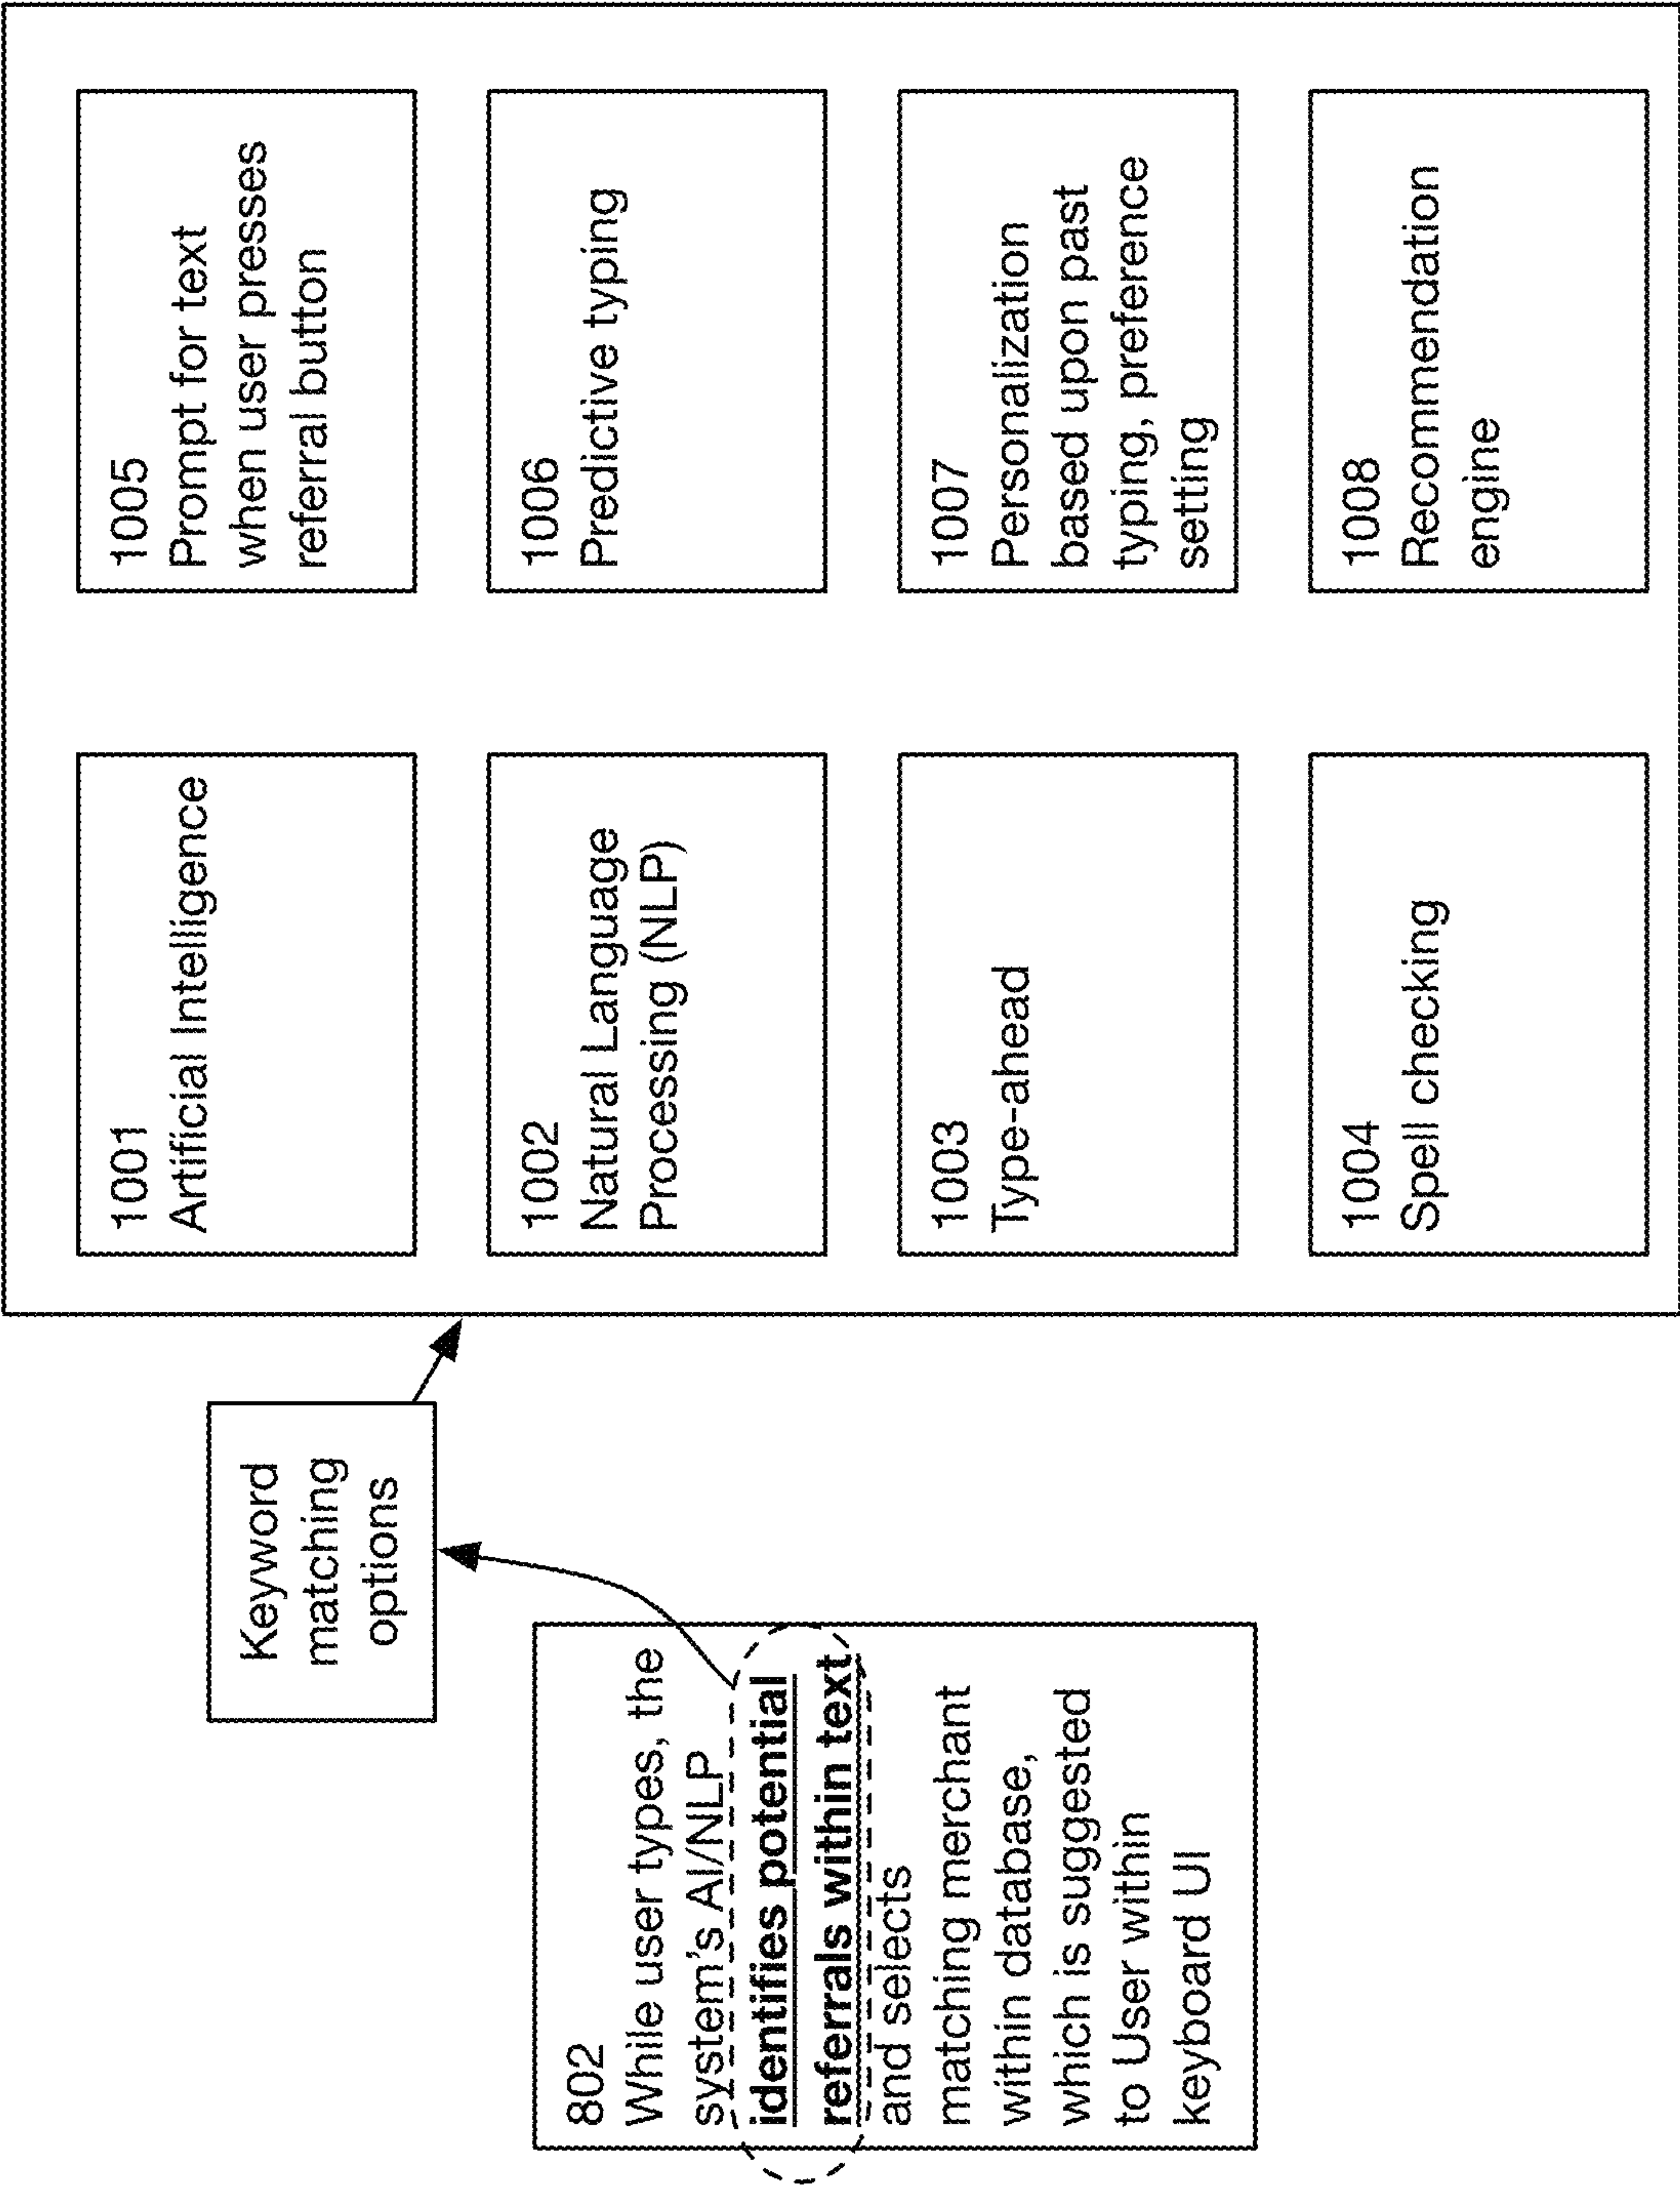 802
While user types, the
system's AI/NLP
identifies potential
referrals within text
and selects
matching merchant
within database,
which is suggested
to User within
keyboard UI
Keyword
matching
options
1001
Artificial Intelligence
1002
Natural Language
Processing (NLP)
1003
Type-ahead
1004
Spell checking
1005
Prompt for text
when user presses
referral button
1006
Predictive typing
1007
Personalization
based upon past
typing, preference
setting
1008
Recommendation
engine